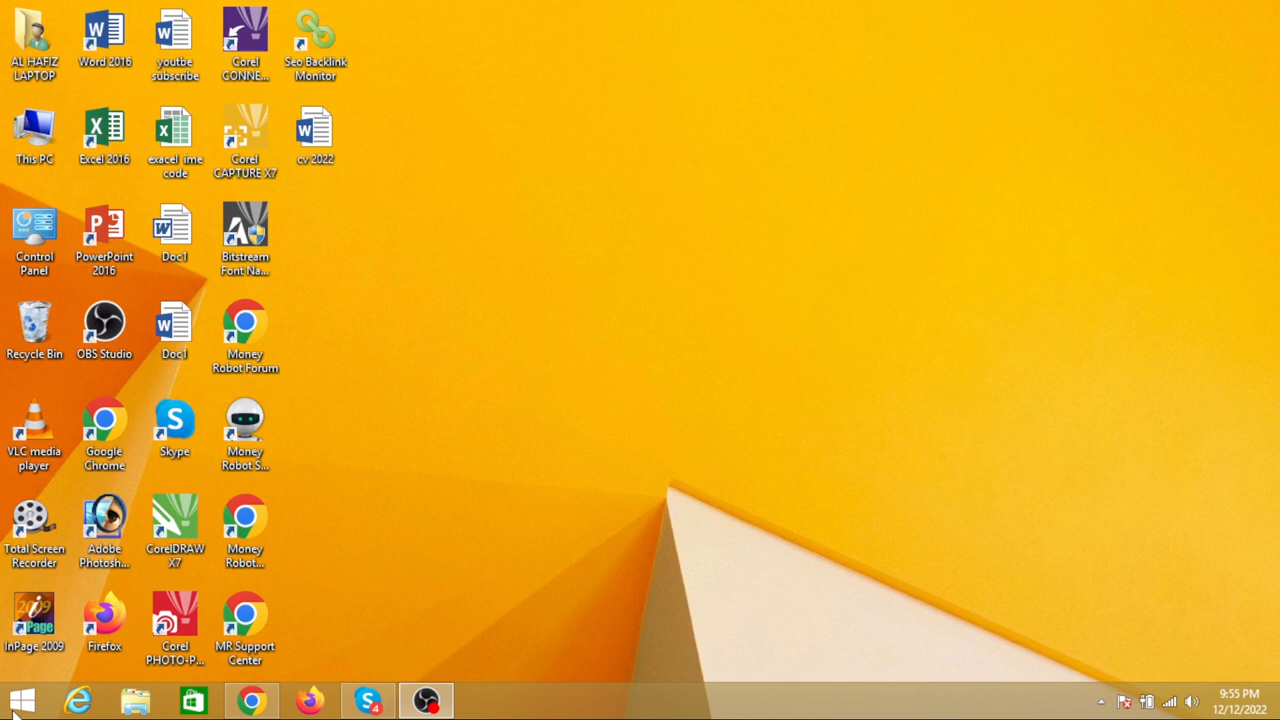 AL HAFIZ
LAPTOP
Word 2016
youtbe
subscribe
Corel
CONNE...
Seo Backlink
Monitor
This PC
Excel 2016
exacel ime
code
Corel
CAPTURE X7
cv 2022
Control
Panel
PowerPoint
2016
Doc1
Bitstream
Font Na...
Recycle Bin
OBS Studio
Doc1
Money
Robot Forum
VLC media
player
Google
Chrome
Skype
Money
Robot S...
Total Screen
Recorder
Adobe
Photosh...
CorelDRAW
X7
Money
Robot...
2009
Page
InPage 2009
Firefox
Corel
PHOTO-P...
MR Support
Center
4
9:55 PM
12/12/2022